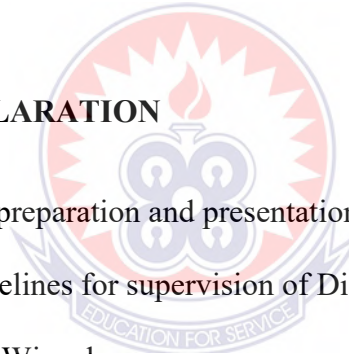 LARATION
preparation and presentation
elines for supervision of Di
EDUCATION FOR SERVICE